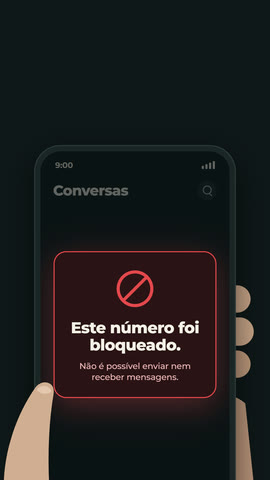 9:00
Conversas
Este número foi
bloqueado.
Não é possível enviar nem
receber mensagens.